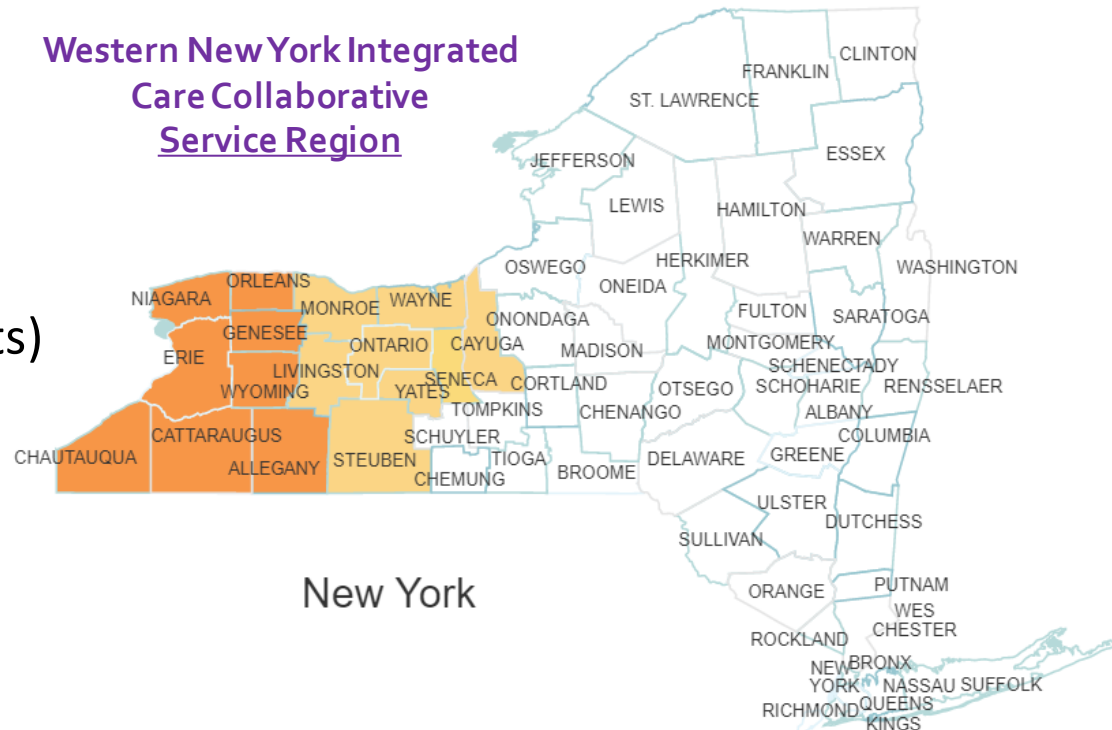 Western New York Integrated
Care Collaborative
Service Region
CLINTON
FRANKLIN
ST. LAWRENCE
ESSEX
JEFFERSON
LEWIS
HAMILTON
WARREN
HERKIMER
OSWEGO
WASHINGTON
ONEIDA
ORLEANS
NIAGARA
MONROE
WAYNE
FULTON
SARATOGA
ONONDAGA
ts)
GENESEE
ONTARIO
CAYUGA
MADISON
MONTGOMERY
ERIE
SCHENECTADY
LIVINGSTON
SENECA
CORTLAND
OTSEGO
SCHOHARIE
RENSSELAER
WYOMING
YATES
TOMPKINS
CHENANGO
ALBANY
CATTARAUGUS
SCHUYLER
COLUMBIA
CHAUTAUQUA
ALLEGANY
STEUBEN
TIOGA
DELAWARE
GREENE
CHEMUNG
BROOME
ULSTER
DUTCHESS
SULLIVAN
New York
ORANGE
PUTNAM
WES
CHESTER
ROCKLAND
NEW
YORK
BRONX
NASSAU
SUFFOLK
RICHMOND
QUEENS
KINGS